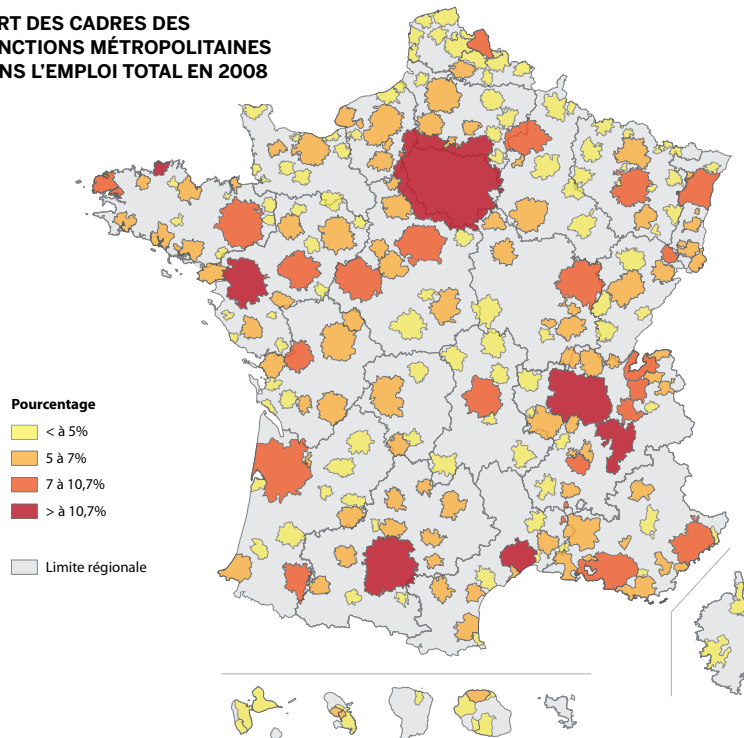 RT DES CADRES DES
NCTIONS MÉTROPOLITAINES
NS L'EMPLOI TOTAL EN 2008
Pourcentage
< à 5%
5 à 7%
7 à 10,7%
> à 10,7%
Limite régionale